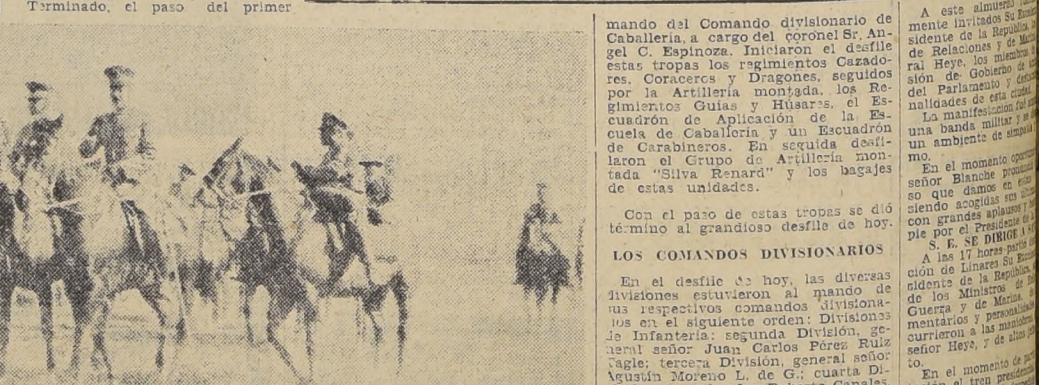 Terminado, el paso del primer
mando del Comando divisionario de
Caballería, a cargo del coronel Sr. An-
gel C. Espinoza. Iniciaron el desfile
estas tropas los regimientos Cazado-
res, Coraceros y Dragones, seguidos
por la Artillería montada, los Re-
gimientos Guías y Húsares, el Es-
cuadrón de Aplicación de la Es-
cuela de Caballería y un Escuadrón
de Carabineros. En seguida desfi-
laron el Grupo de Artillería mon-
tada "Silva Renard" y los bagajes
de estas unidades.
Con el paso de estas tropas se dió
término al grandioso desfile de hoy.
LOS COMANDOS DIVISIONARIOS
En el desfile de hoy, las diversas
divisiones estuvieron al mando de
sus respectivos comandos divisiona-
ios en el siguiente orden: Divisiones
de Infantería: segunda División, ge-
neral señor Juan Carlos Pérez Ruiz
Tagle; tercera División, general señor
Agustín Moreno L. de G.; cuarta Di-
A este almuerzo
mente invitados Su
sidente de la República,
de Relaciones y de
ral Heye, los miembros
sión de Gobierno de
del Parlamento y
nalidades de esta ciudad.
La manifestación fué
una banda militar y
un ambiente de
mo.
En el momento
señor Blanche
so que damos en
siendo acogidas sus
con grandes aplausos y
pie por el Presidente de
S. E. SE DIRIGE A
A las 17 horas partió
ción de Linares Su
sidente de la República,
de los Ministros de
Guerra y de Marina,
mentarios y
currieron a las
señor Heye, y de altos
to.
En el momento de
el tren